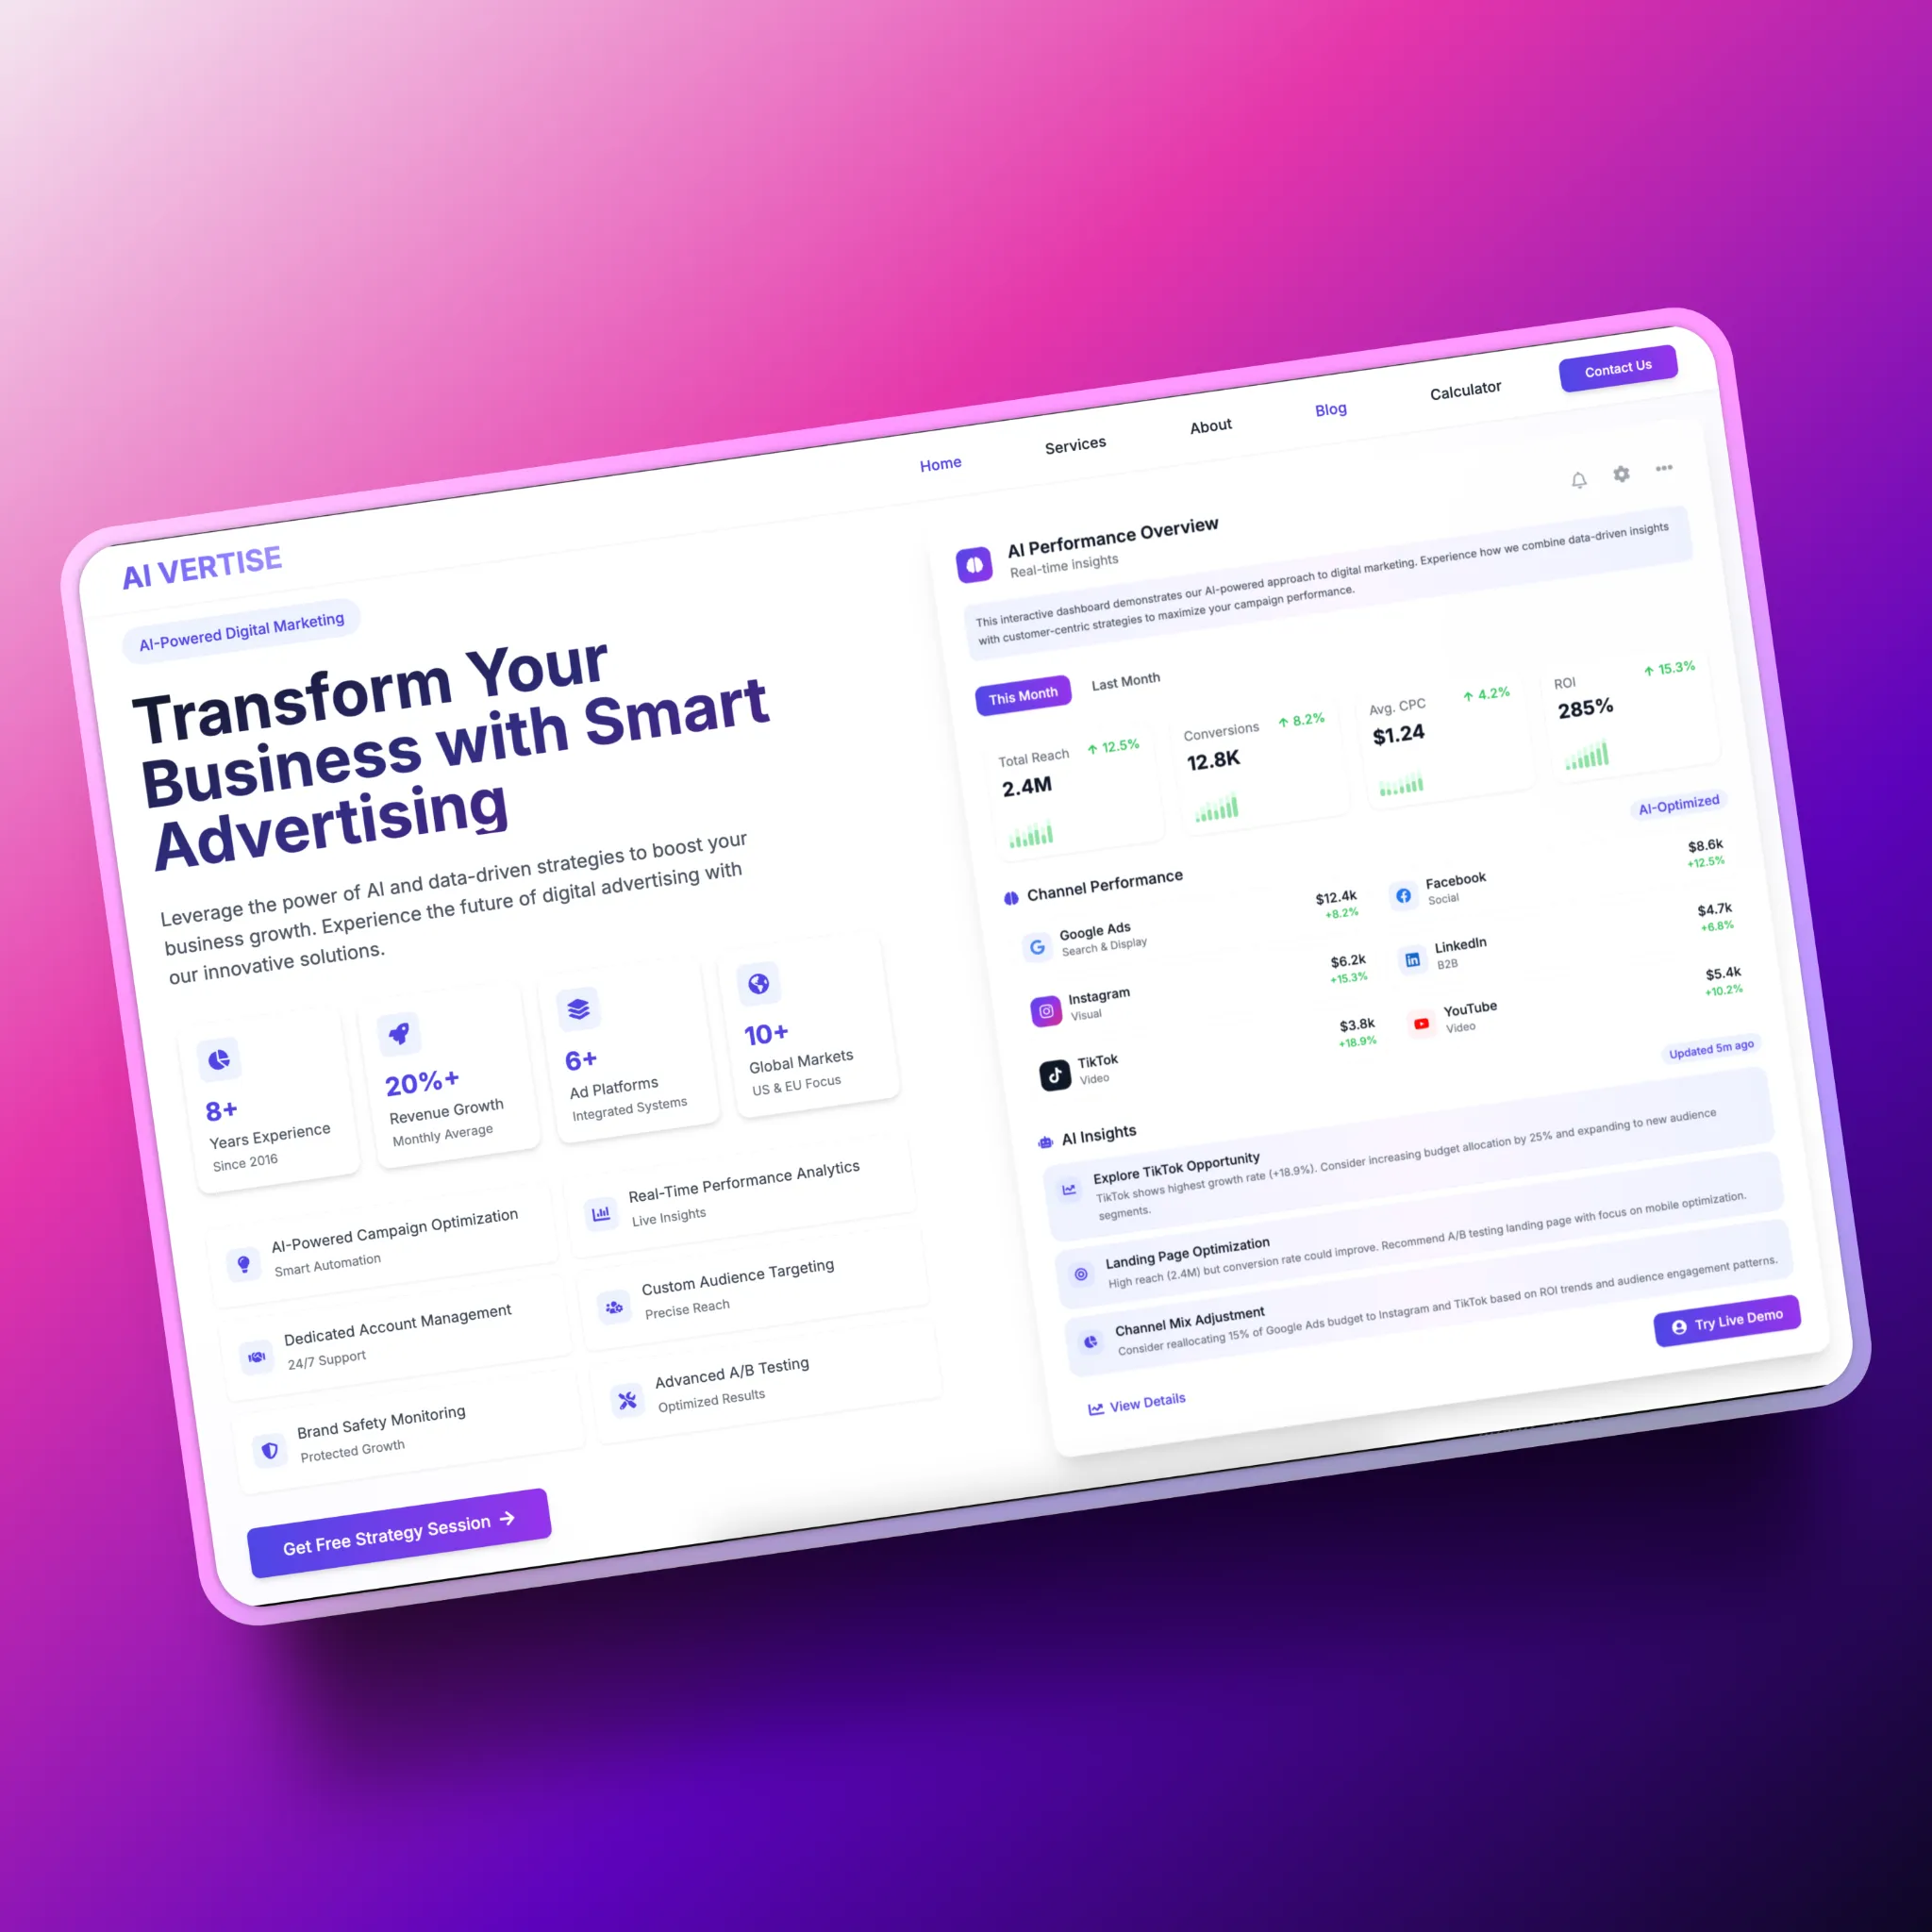 AI VERTISE
Home
Services
About
Blog
Calculator
Contact Us
AI-Powered Digital Marketing
Transform Your
Business with Smart
Advertising
Leverage the power of AI and data-driven strategies to boost your
business growth. Experience the future of digital advertising with
our innovative solutions.
8+
Years Experience
Since 2016
20%+
Revenue Growth
Monthly Average
6+
Ad Platforms
Integrated Systems
10+
Global Markets
US & EU Focus
AI-Powered Campaign Optimization
Smart Automation
Real-Time Performance Analytics
Live Insights
Dedicated Account Management
24/7 Support
Custom Audience Targeting
Precise Reach
Brand Safety Monitoring
Protected Growth
Advanced A/B Testing
Optimized Results
Get Free Strategy Session
AI Performance Overview
Real-time insights
This interactive dashboard demonstrates our AI-powered approach to digital marketing. Experience how we combine data-driven insights
with customer-centric strategies to maximize your campaign performance.
This Month
Last Month
Total Reach
12.5%
2.4M
Conversions
8.2%
12.8K
Avg. CPC
4.2%
$1.24
ROI
15.3%
285%
Channel Performance
AI-Optimized
Google Ads
Search & Display
$12.4k
+8.2%
Facebook
Social
$8.6k
+12.5%
Instagram
Visual
$6.2k
+15.3%
LinkedIn
B2B
$4.7k
+6.8%
TikTok
Video
$3.8k
+18.9%
YouTube
Video
$5.4k
+10.2%
AI Insights
Updated 5m ago
Explore TikTok Opportunity
TikTok shows highest growth rate (+18.9%). Consider increasing budget allocation by 25% and expanding to new audience
segments.
Landing Page Optimization
High reach (2.4M) but conversion rate could improve. Recommend A/B testing landing page with focus on mobile optimization.
Channel Mix Adjustment
Consider reallocating 15% of Google Ads budget to Instagram and TikTok based on ROI trends and audience engagement patterns.
View Details
Try Live Demo